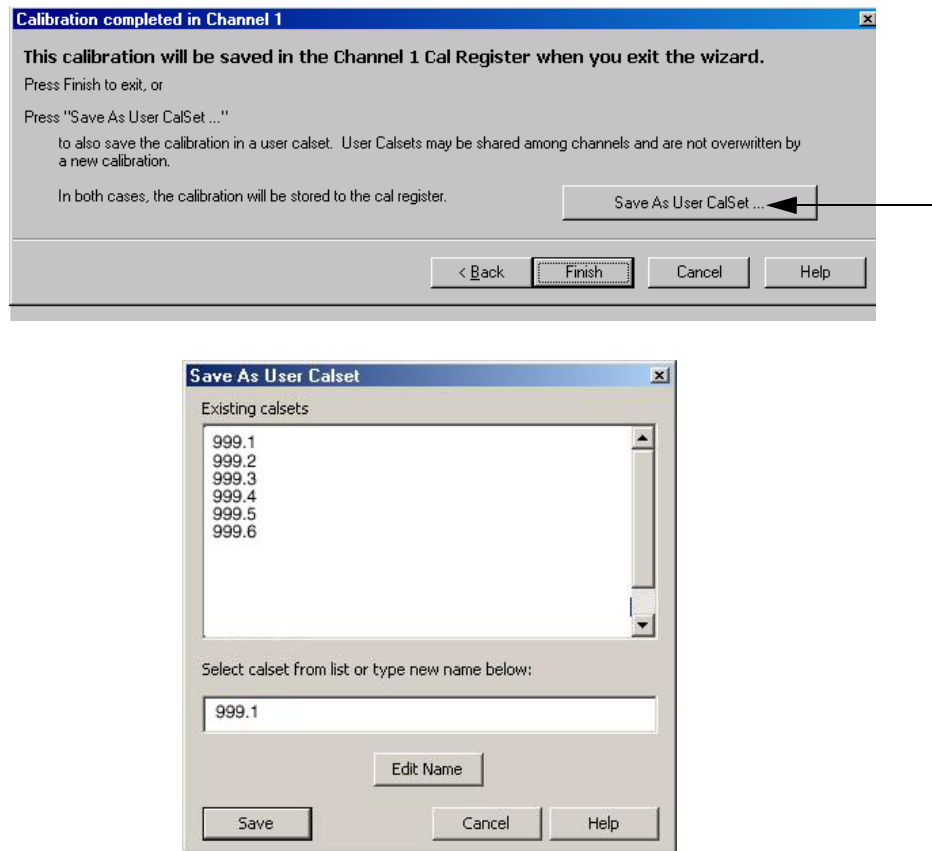 Calibration completed in Channel 1
This calibration will be saved in the Channel 1 Cal Register when you exit the wizard.
Press Finish to exit, or
Press "Save As User CalSet ..."
to also save the calibration in a user calset. User Calsets may be shared among channels and are not overwritten by
a new calibration.
In both cases, the calibration will be stored to the cal register.
Save As User CalSet ...
< Back
Finish
Cancel
Help
Save As User Calset
Existing calsets
999.1
999.2
999.3
999.4
999.5
999.6
Select calset from list or type new name below:
999.1
Edit Name
Save
Cancel
Help